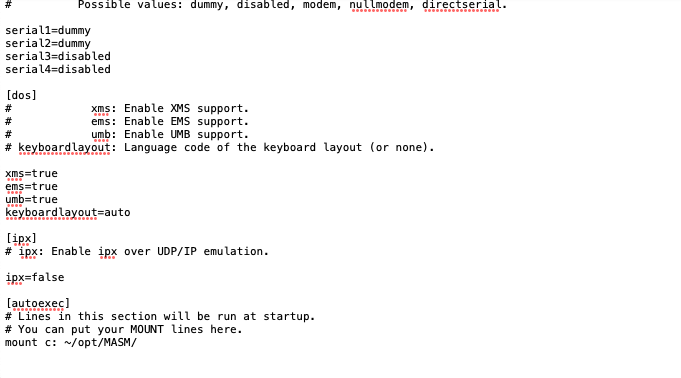 #          Possible values: dummy, disabled, modem, nullmodem, directserial.
serial1=dummy
serial2=dummy
serial3=disabled
serial4=disabled
[dos]
#            xms: Enable XMS support.
#            ems: Enable EMS support.
#            umb: Enable UMB support.
# keyboardlayout: Language code of the keyboard layout (or none).
xms=true
ems=true
umb=true
keyboardlayout=auto
[ipx]
# ipx: Enable ipx over UDP/IP emulation.
ipx=false
[autoexec]
# Lines in this section will be run at startup.
# You can put your MOUNT lines here.
mount c: ~/opt/MASM/